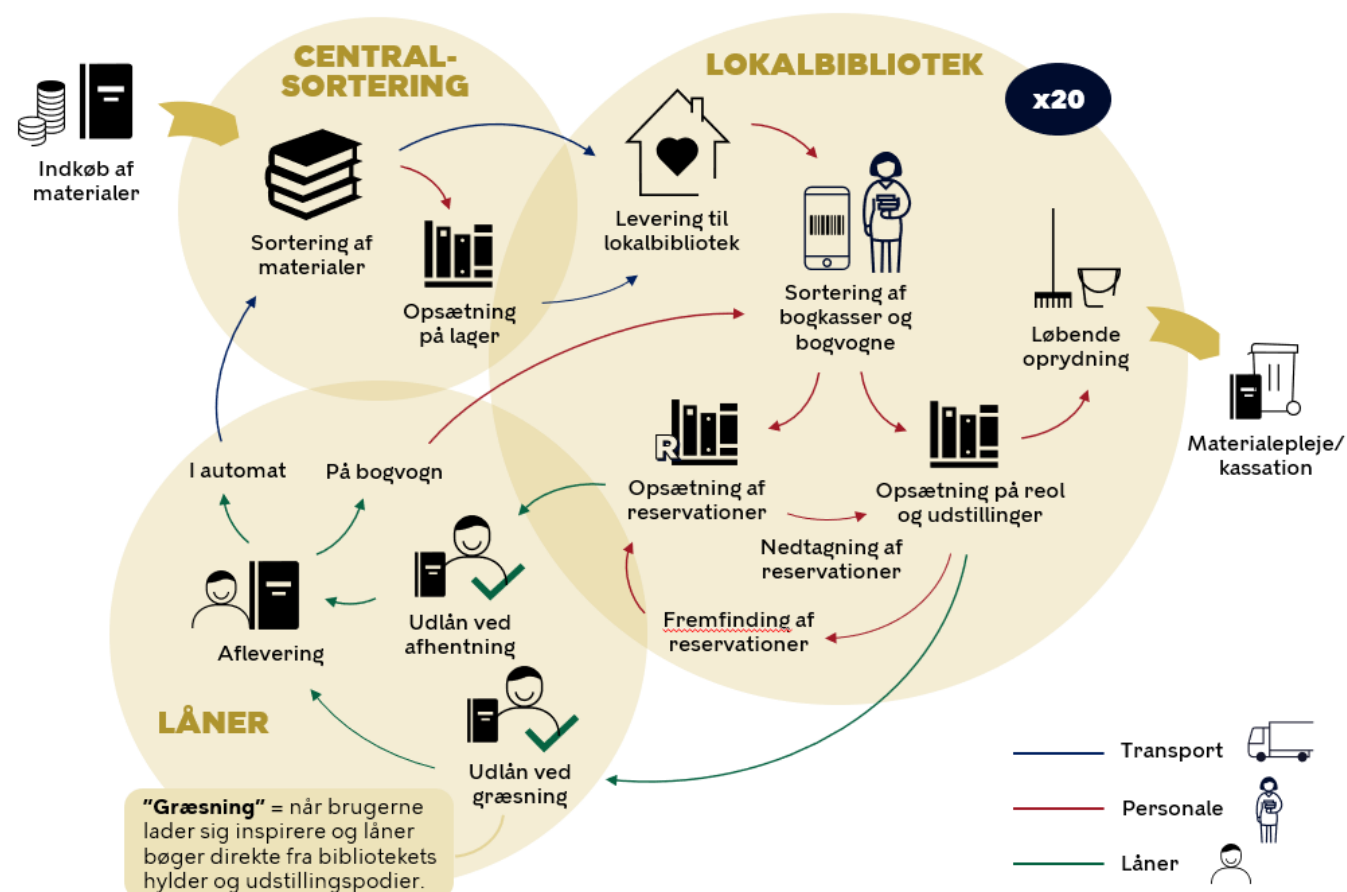 CENTRAL-
SORTERING
LOKALBIBLIOTEK
x20
Indkøb af
materialer
Sortering af
materialer
Opsætning
på lager
Levering til
lokalbibliotek
Sortering af
bogkasser og
bogvogne
Løbende
oprydning
Materialepleje/
kassation
R
Opsætning af
reservationer
Opsætning på reol
og udstillinger
Nedtagning af
reservationer
Fremfinding af
reservationer
I automat
På bogvogn
Udlån ved
afhentning
Aflevering
LÅNER
Udlån ved
græsning
"Græsning" = når brugerne
lader sig inspirere og låner
bøger direkte fra bibliotekets
hylder og udstillingspodier.
Transport
Personale
Låner